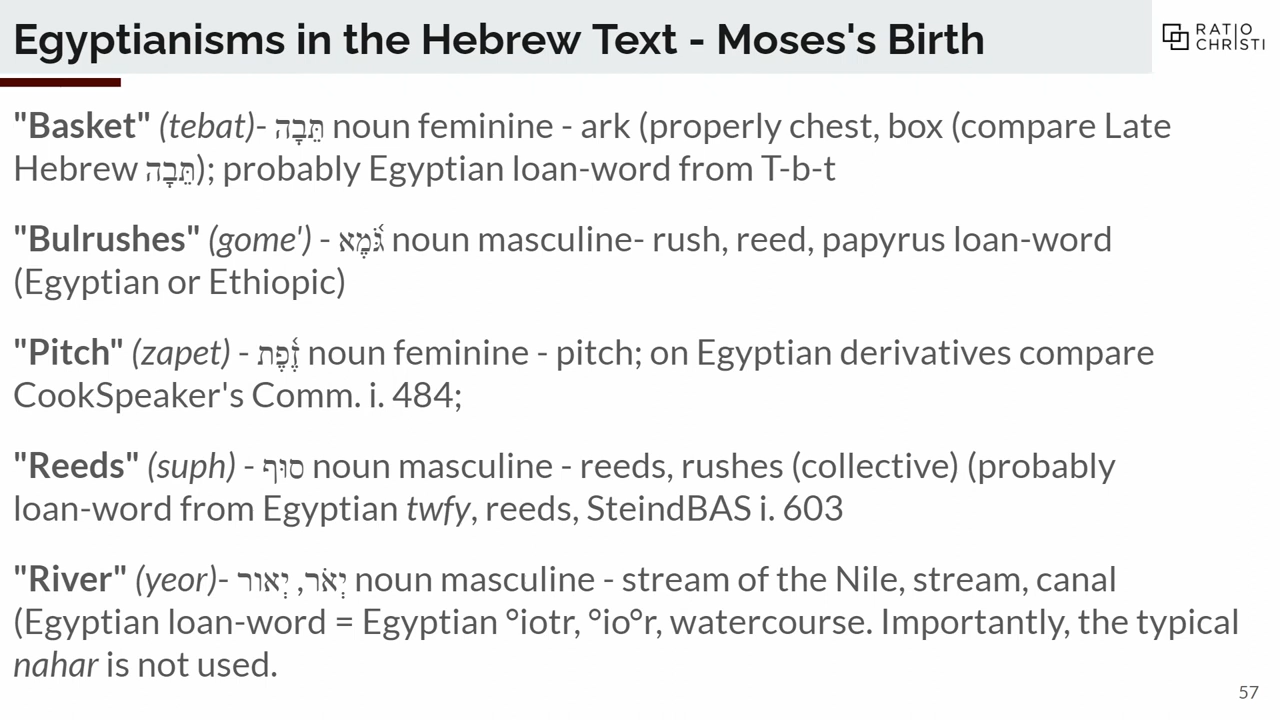 Egyptianisms in the Hebrew Text - Moses's Birth
RATIO
CHRISTI
"Basket" (tebat)- תֵּבָה noun feminine - ark (properly chest, box (compare Late
Hebrew תֵּבָה); probably Egyptian loan-word from T-b-t
"Bulrushes" (gome') - גֹּ֫מֶא noun masculine- rush, reed, papyrus loan-word
(Egyptian or Ethiopic)
"Pitch" (zapet) - זֶ֫פֶת noun feminine - pitch; on Egyptian derivatives compare
CookSpeaker's Comm. i. 484;
"Reeds" (suph) - סוּף noun masculine - reeds, rushes (collective) (probably
loan-word from Egyptian twfy, reeds, SteindBAS i. 603
"River" (yeor)- יְאֹר, יְאוֹר noun masculine - stream of the Nile, stream, canal
(Egyptian loan-word = Egyptian °iotr, °io°r, watercourse. Importantly, the typical
nahar is not used.
57